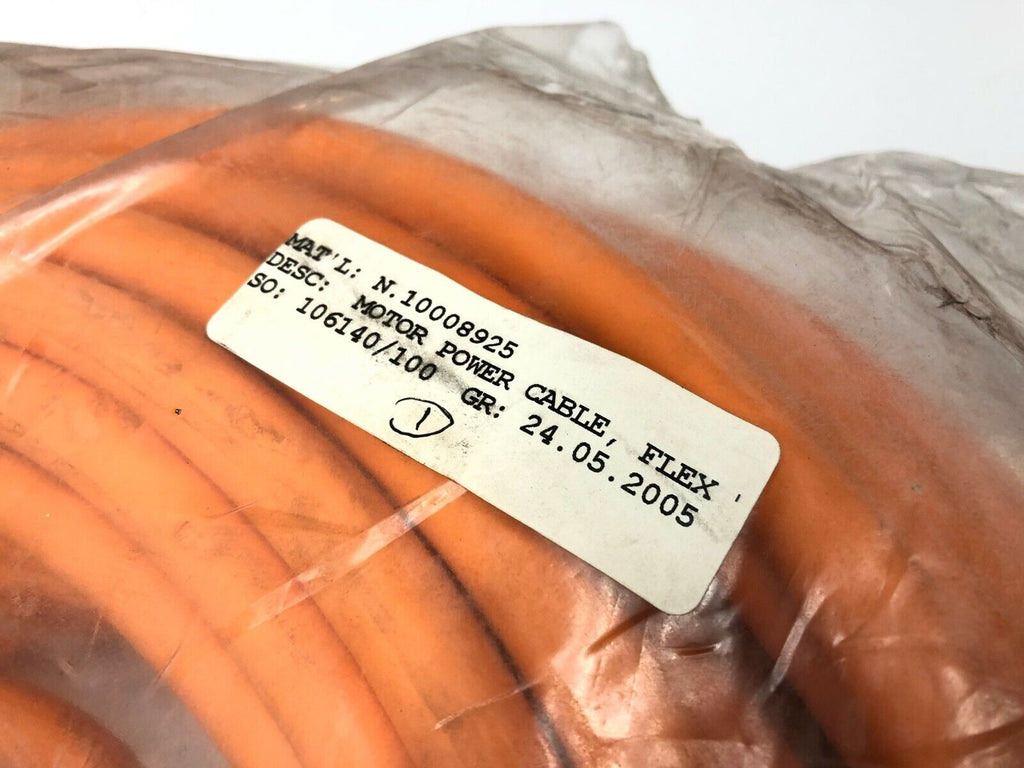 MAT'L: N.10008925
DESC: MOTOR POWER CABLE, FLEX '
SO: 106140/100 GR: 24.05.2005
1